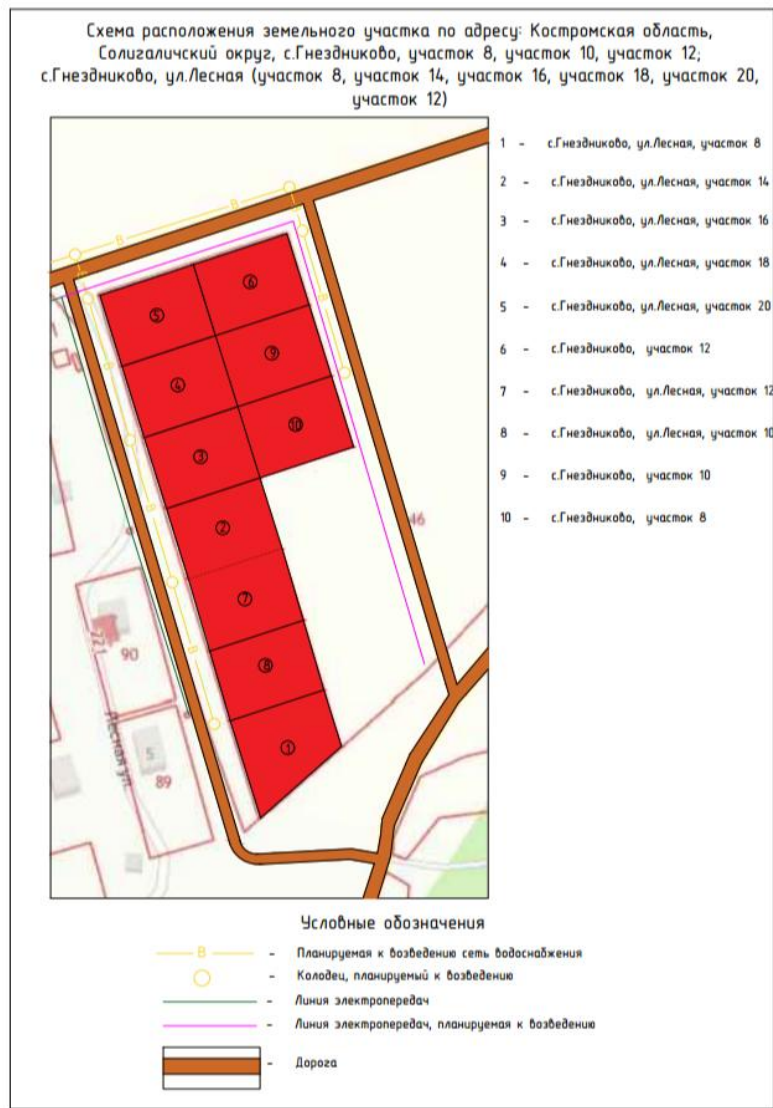 Схема расположения земельного участка по адресу: Костромская область,
Солигаличский округ, с.Гнездниково, участок 8, участок 10, участок 12;
с.Гнездниково, ул.Лесная (участок 8, участок 14, участок 16, участок 18, участок 20,
участок 12)
1 - с.Гнездниково, ул.Лесная, участок 8
2 - с.Гнездниково, ул.Лесная, участок 14
3 - с.Гнездниково, ул.Лесная, участок 16
4 - с.Гнездниково, ул.Лесная, участок 18
5 - с.Гнездниково, ул.Лесная, участок 20
6 - с.Гнездниково, участок 12
7 - с.Гнездниково, ул.Лесная, участок 12
8 - с.Гнездниково, ул.Лесная, участок 10
9 - с.Гнездниково, участок 10
10 - с.Гнездниково, участок 8
В
В
В
6
5
9
В
4
10
3
В
2
46
7
221
90
В
8
Лесная ул.
5
89
1
Условные обозначения
В - Планируемая к возведению сеть водоснабжения
- Колодец, планируемый к возведению
- Линия электропередач
- Линия электропередач, планируемая к возведению
- Дорога